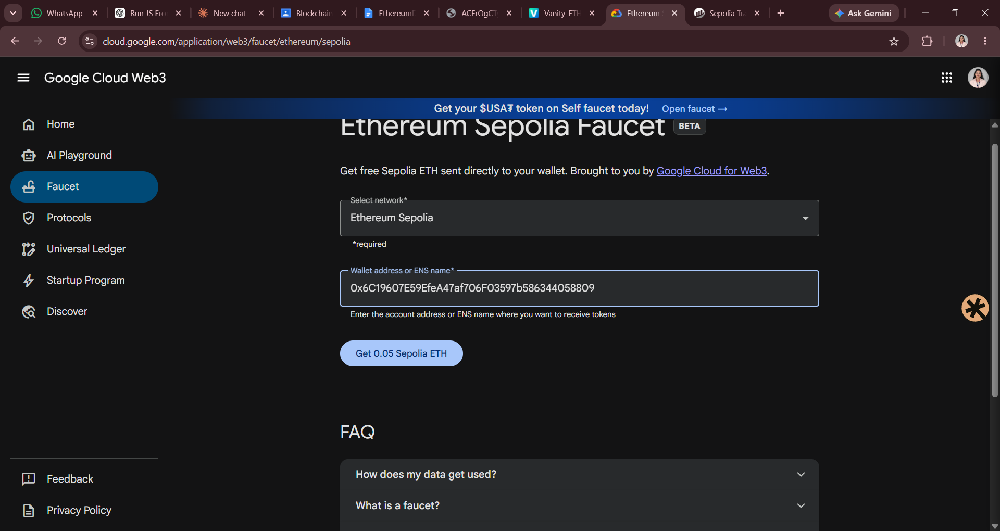 WhatsApp
Run JS Fro
New chat
Blockchain
Ethereum
ACFrOgCT
Vanity-ETH
Ethereum
Sepolia Tra
Ask Gemini
cloud.google.com/application/web3/faucet/ethereum/sepolia
Google Cloud Web3
Get your $USA₮ token on Self faucet today! Open faucet →
Home
AI Playground
Faucet
Protocols
Universal Ledger
Startup Program
Discover
Feedback
Privacy Policy
Ethereum Sepolia Faucet BETA
Get free Sepolia ETH sent directly to your wallet. Brought to you by Google Cloud for Web3.
Select network*
Ethereum Sepolia
*required
Wallet address or ENS name*
0x6C19607E59EfeA47af706F03597b586344058809
Enter the account address or ENS name where you want to receive tokens
Get 0.05 Sepolia ETH
FAQ
How does my data get used?
What is a faucet?